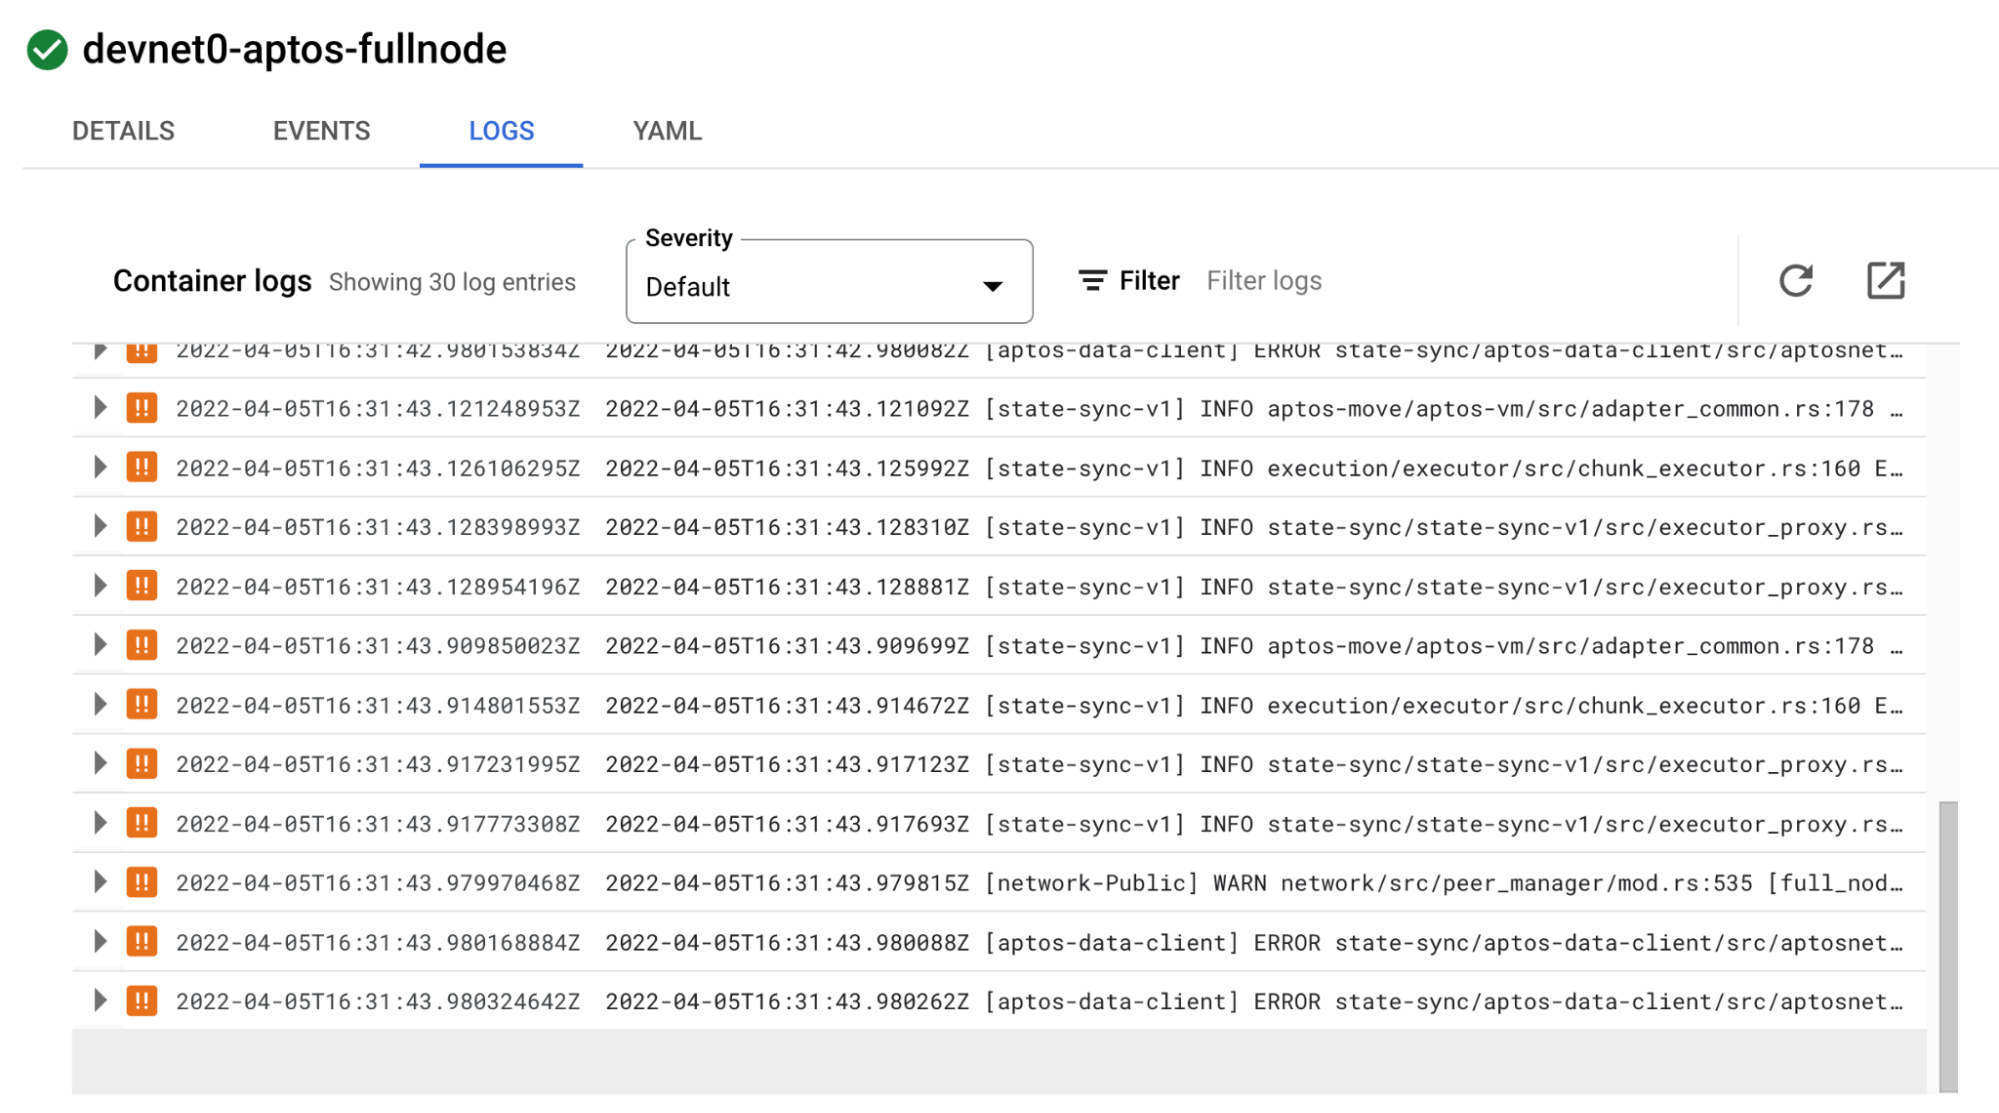 devnet0-aptos-fullnode
DETAILS EVENTS LOGS YAML
Severity
Container logs Showing 30 log entries Default Filter Filter logs
!! 2022-04-05T16:31:42.980153834Z 2022-04-05T16:31:42.980082Z [aptos-data-client] ERROR state-sync/aptos-data-client/src/aptosnet…
!! 2022-04-05T16:31:43.121248953Z 2022-04-05T16:31:43.121092Z [state-sync-v1] INFO aptos-move/aptos-vm/src/adapter_common.rs:178 …
!! 2022-04-05T16:31:43.126106295Z 2022-04-05T16:31:43.125992Z [state-sync-v1] INFO execution/executor/src/chunk_executor.rs:160 E…
!! 2022-04-05T16:31:43.128398993Z 2022-04-05T16:31:43.128310Z [state-sync-v1] INFO state-sync/state-sync-v1/src/executor_proxy.rs…
!! 2022-04-05T16:31:43.128954196Z 2022-04-05T16:31:43.128881Z [state-sync-v1] INFO state-sync/state-sync-v1/src/executor_proxy.rs…
!! 2022-04-05T16:31:43.909850023Z 2022-04-05T16:31:43.909699Z [state-sync-v1] INFO aptos-move/aptos-vm/src/adapter_common.rs:178 …
!! 2022-04-05T16:31:43.914801553Z 2022-04-05T16:31:43.914672Z [state-sync-v1] INFO execution/executor/src/chunk_executor.rs:160 E…
!! 2022-04-05T16:31:43.917231995Z 2022-04-05T16:31:43.917123Z [state-sync-v1] INFO state-sync/state-sync-v1/src/executor_proxy.rs…
!! 2022-04-05T16:31:43.917773308Z 2022-04-05T16:31:43.917693Z [state-sync-v1] INFO state-sync/state-sync-v1/src/executor_proxy.rs…
!! 2022-04-05T16:31:43.979970468Z 2022-04-05T16:31:43.979815Z [network-Public] WARN network/src/peer_manager/mod.rs:535 [full_nod…
!! 2022-04-05T16:31:43.980168884Z 2022-04-05T16:31:43.980088Z [aptos-data-client] ERROR state-sync/aptos-data-client/src/aptosnet…
!! 2022-04-05T16:31:43.980324642Z 2022-04-05T16:31:43.980262Z [aptos-data-client] ERROR state-sync/aptos-data-client/src/aptosnet…